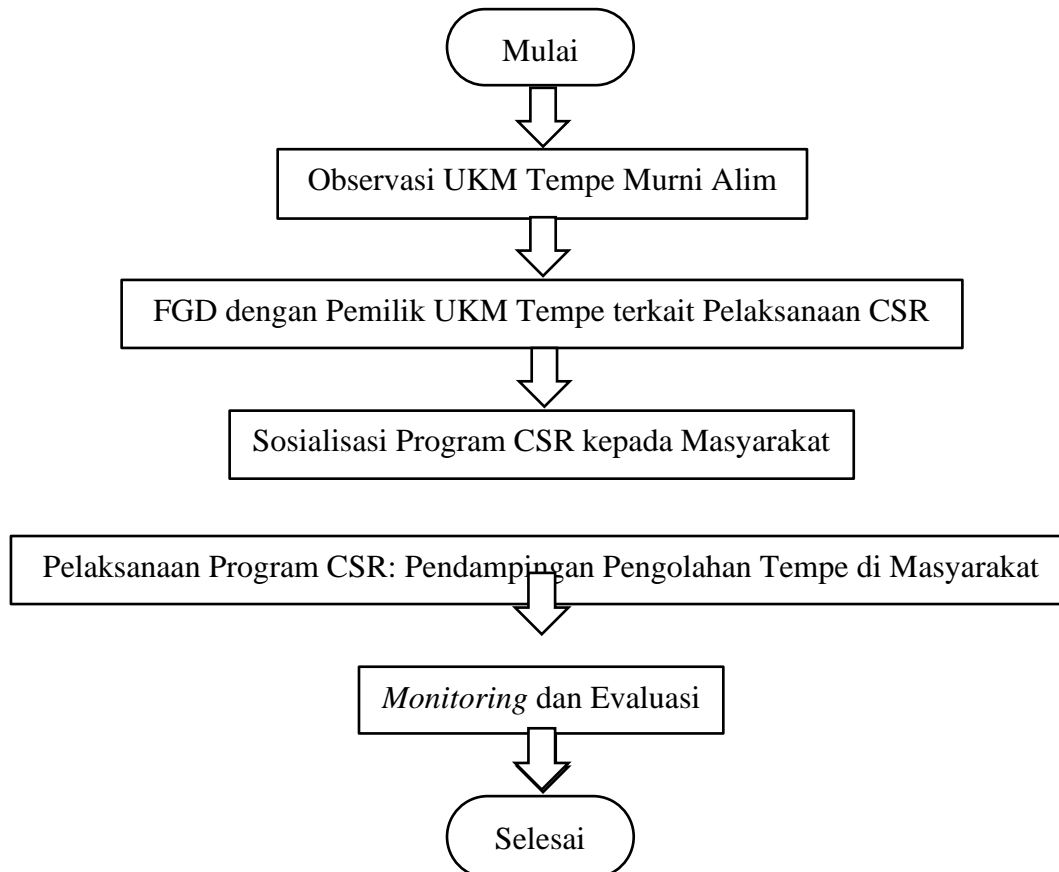 Mulai
Observasi UKM Tempe Murni Alim
FGD dengan Pemilik UKM Tempe terkait Pelaksanaan CSR
Sosialisasi Program CSR kepada Masyarakat
Pelaksanaan Program CSR: Pendampingan Pengolahan Tempe di Masyarakat
Monitoring dan Evaluasi
Selesai